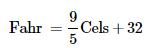 Fahr = 9/5 Cels + 32